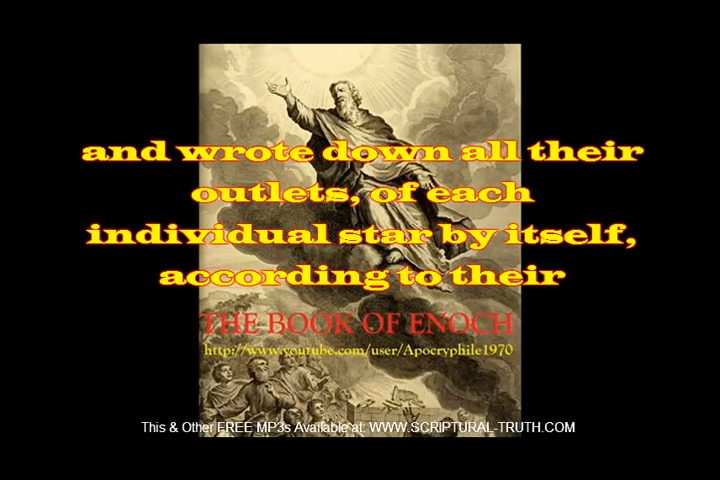 and wrote down all their
outlets, of each
individual star by itself,
according to their
THE BOOK OF ENOCH
http://www.youtube.com/user/Apocryphile1970
This & Other FREE MP3s Available at: WWW.SCRIPTURAL-TRUTH.COM